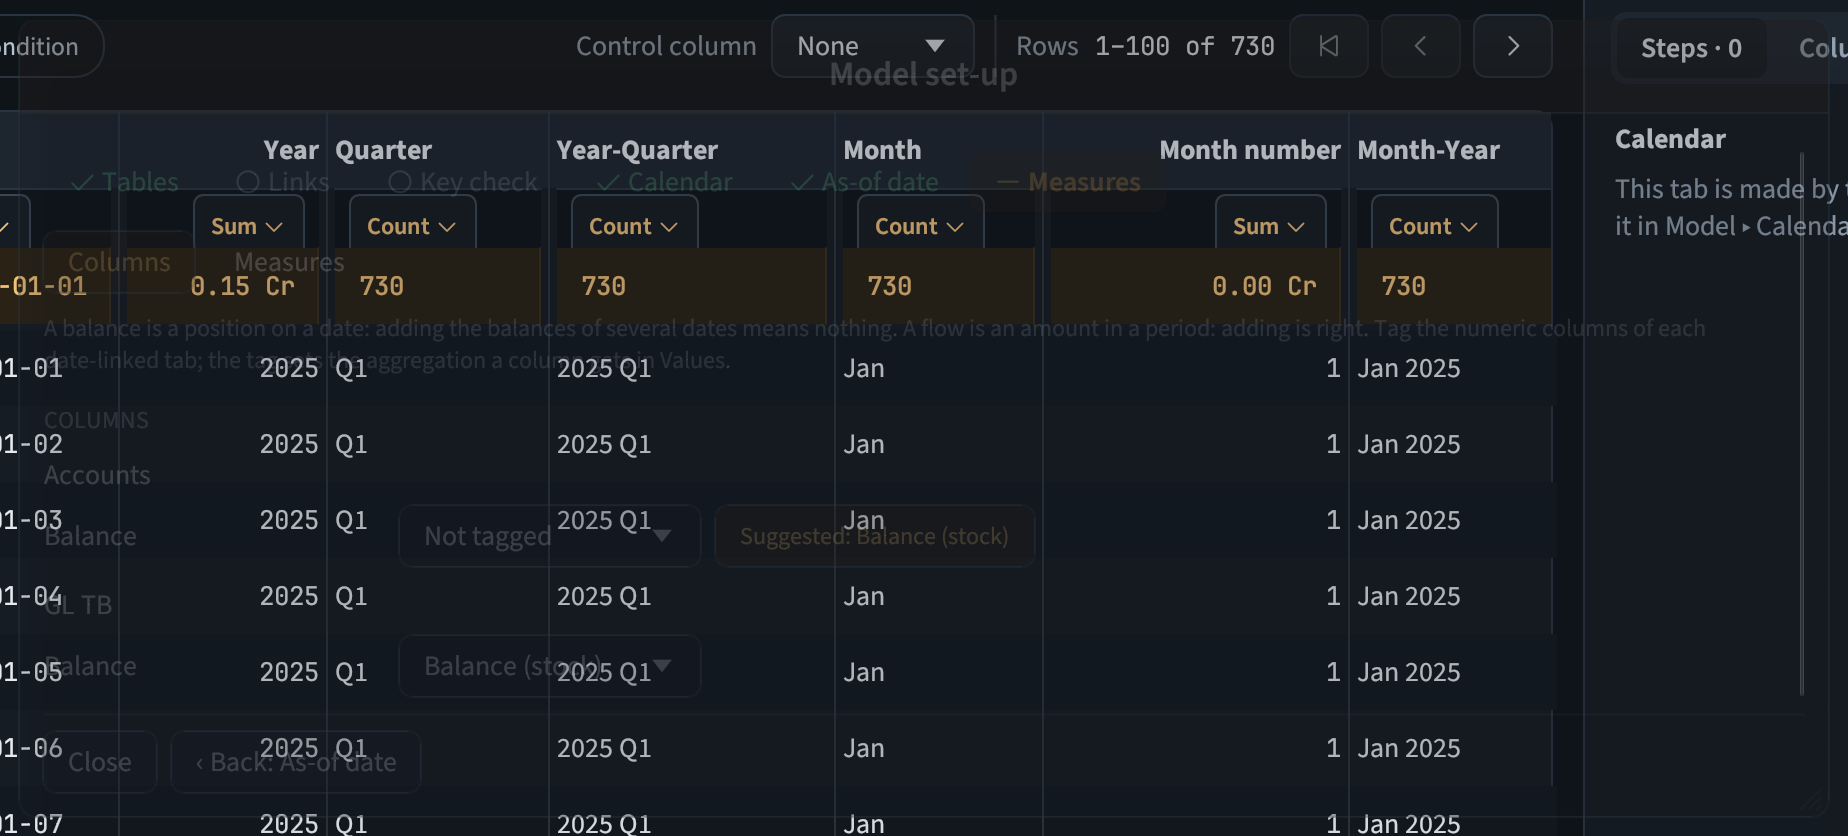 ndition
Control column None
Rows 1–100 of 730
Steps · 0
Colu
Model set-up
Year Quarter Year-Quarter Month Month number Month-Year
Calendar
Tables Links Key check Calendar As-of date Measures
This tab is made by t
it in Model ▸ Calenda
Sum Count Count Count Sum Count
Columns Measures
-01-01 0.15 Cr 730 730 730 0.00 Cr 730
A balance is a position on a date: adding the balances of several dates means nothing. A flow is an amount in a period: adding is right. Tag the numeric columns of each
date-linked tab; the tag sets the aggregation a column gets in Values.
01-01 2025 Q1 2025 Q1 Jan 1 Jan 2025
COLUMNS
01-02 2025 Q1 2025 Q1 Jan 1 Jan 2025
Accounts
01-03 2025 Q1 2025 Q1 Jan 1 Jan 2025
Balance Not tagged Suggested: Balance (stock)
01-04 2025 Q1 2025 Q1 Jan 1 Jan 2025
GL TB
01-05 2025 Q1 2025 Q1 Jan 1 Jan 2025
Balance Balance (stock)
01-06 2025 Q1 2025 Q1 Jan 1 Jan 2025
Close ‹ Back: As-of date
01-07 2025 Q1 2025 Q1 Jan 1 Jan 2025